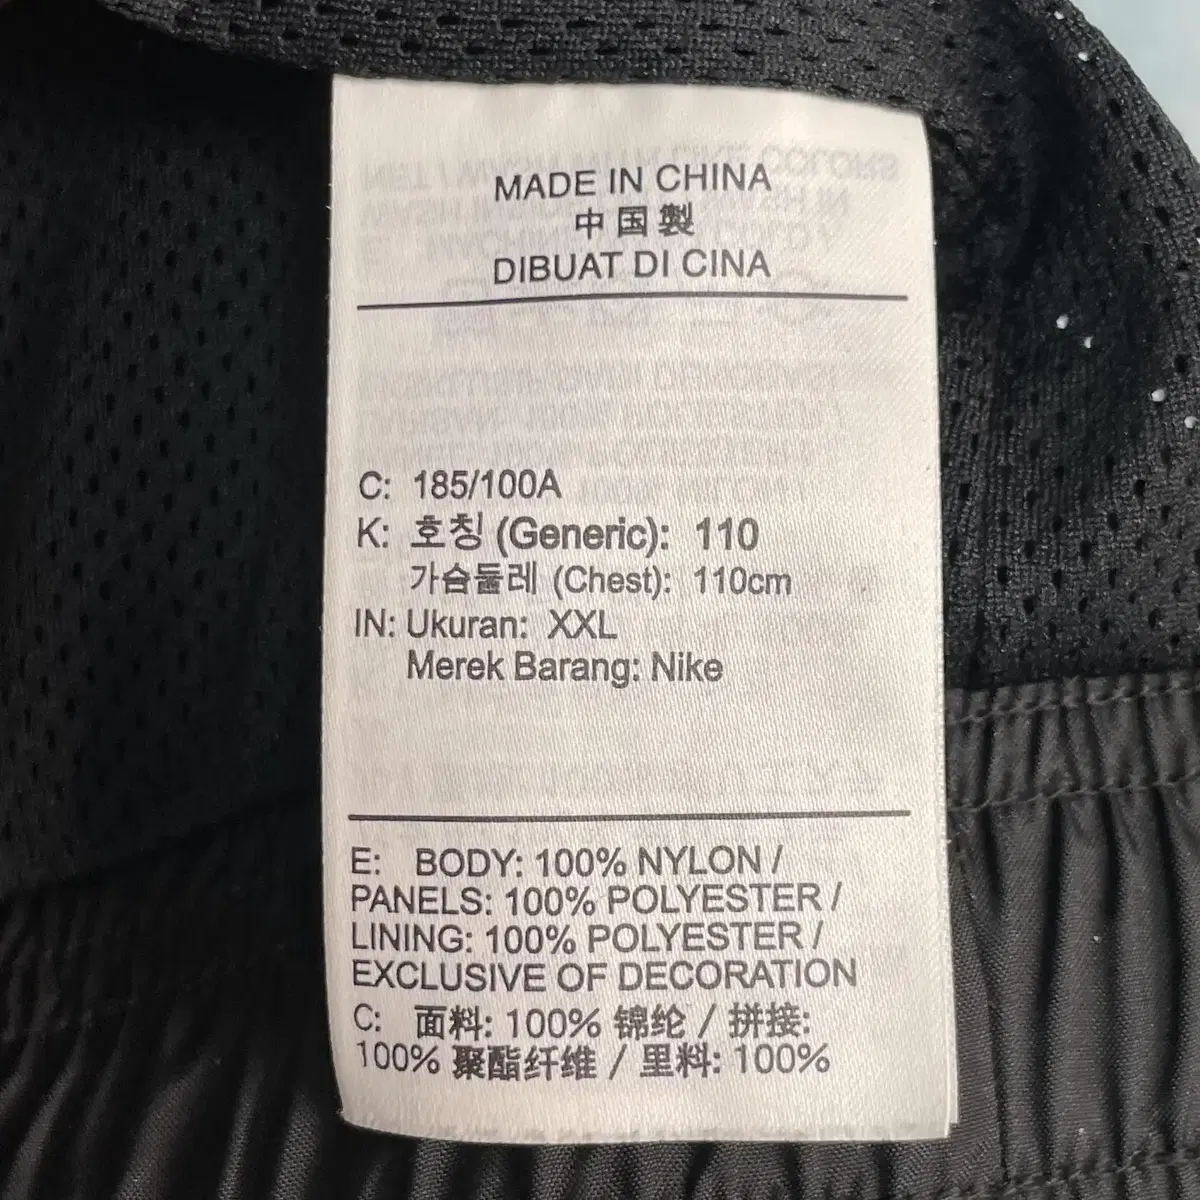 MADE IN CHINA
中国製
DIBUAT DI CINA
C: 185/100A
K: 호칭 (Generic): 110
가슴둘레 (Chest): 110cm
IN: Ukuran: XXL
Merek Barang: Nike
E: BODY: 100% NYLON /
PANELS: 100% POLYESTER /
LINING: 100% POLYESTER /
EXCLUSIVE OF DECORATION
C: 面料: 100% 锦纶 / 拼接:
100% 聚酯纤维 / 里料: 100%